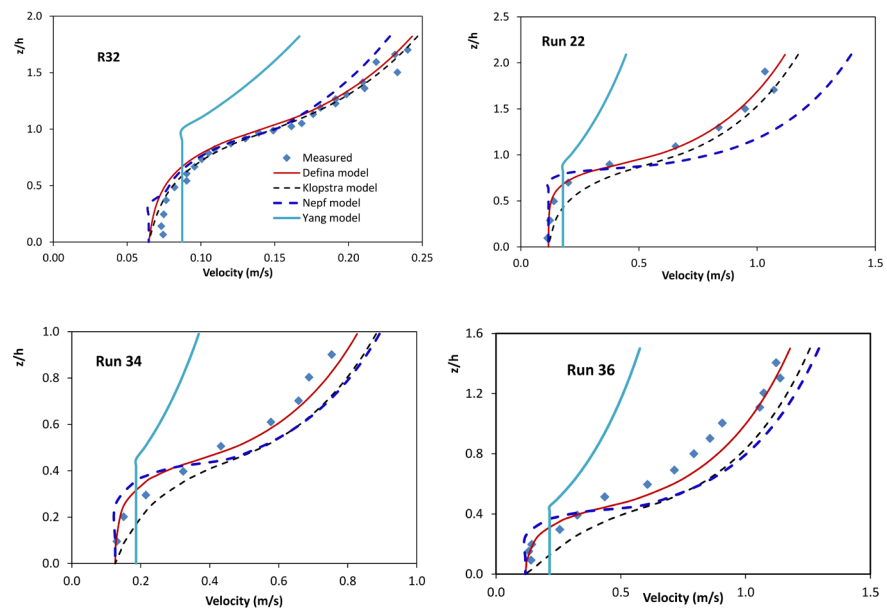 z/h
2.0
1.5
1.0
0.5
0.0
R32
Measured
Defina model
Klopstra model
Nepf model
Yang model
0.00 0.05 0.10 0.15 0.20 0.25
Velocity (m/s)
z/h
2.5
2.0
1.5
1.0
0.5
0.0
Run 22
0.0 0.5 1.0 1.5
Velocity (m/s)
z/h
1.0
0.8
0.6
0.4
0.2
0.0
Run 34
0.0 0.2 0.4 0.6 0.8 1
Velocity (m/s)
z/h
1.6
1.2
0.8
0.4
0.0
Run 36
0.0 0.5 1.0 1.5
Velocity (m/s)